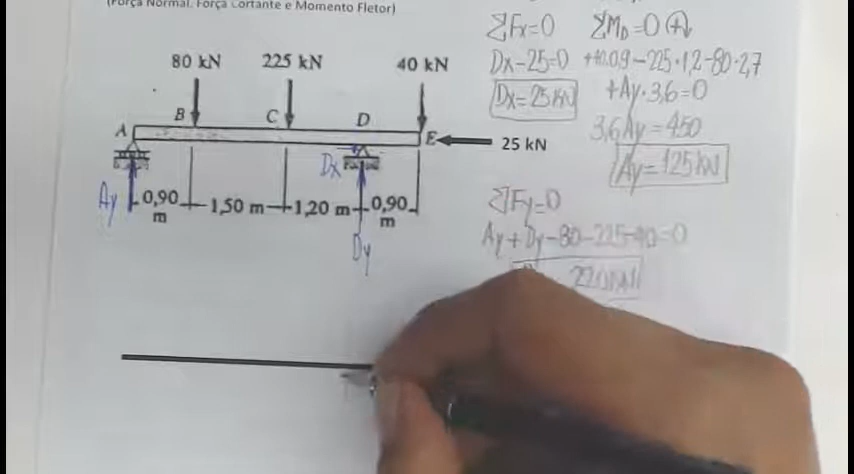 (Força Normal, Força Cortante e Momento Fletor)
80 kN 225 kN 40 kN
A B C D E 25 kN
Dx
Ay 0,90 m 1,50 m 1,20 m 0,90 m
Dy
ΣFx=0 ΣM_D=0
Dx-25=0 +40.0,9-225·1,2-80·2,7
Dx=25kN +Ay·3,6=0
3,6Ay=450
Ay=125kN
ΣFy=0
Ay+Dy-80-225-40=0
220kN